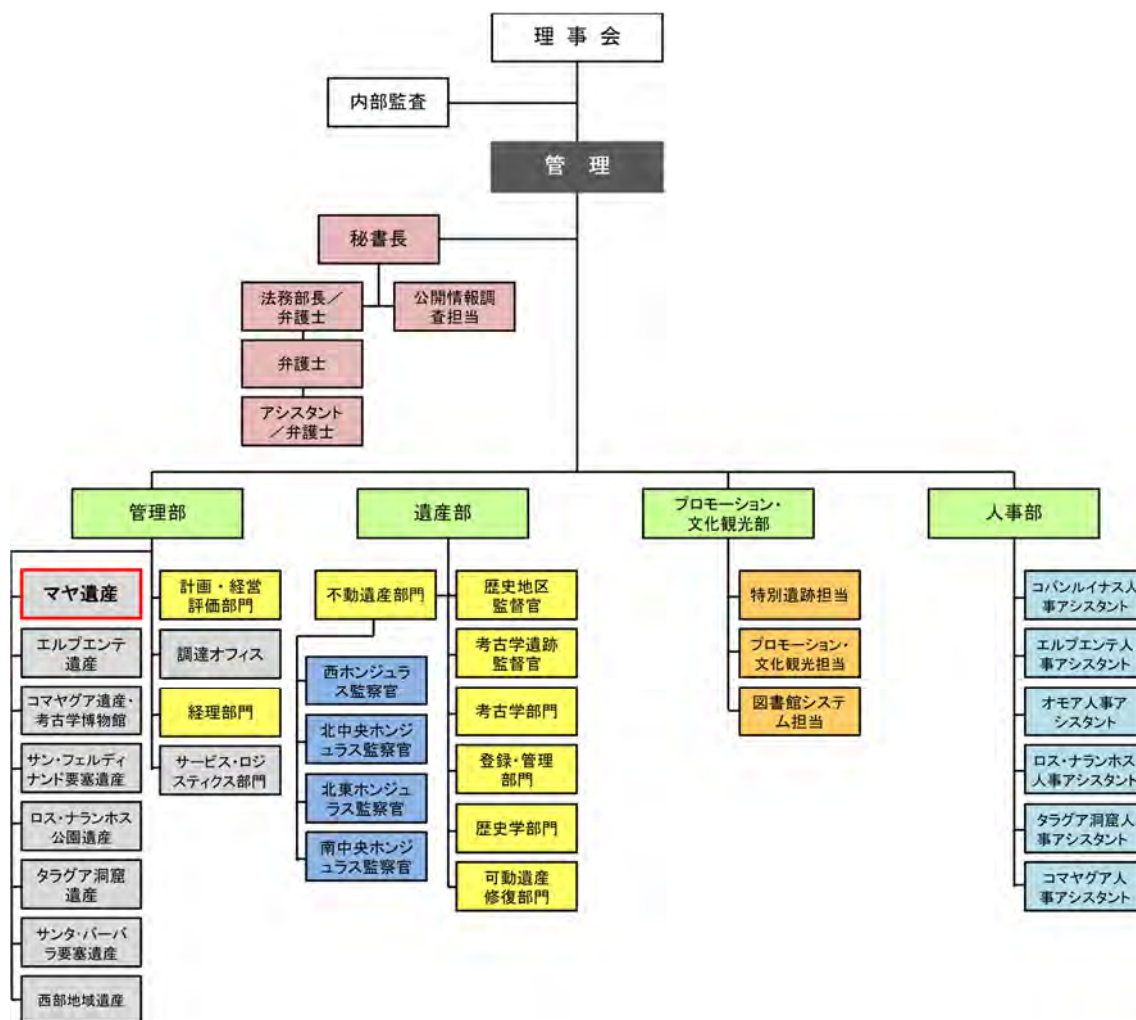 理 事 会
内部監査
管 理
秘書長
法務部長／
弁護士
公開情報調
査担当
弁護士
アシスタント
／弁護士
管理部
遺産部
プロモーション・
文化観光部
人事部
マヤ遺産
エルプエンテ
遺産
コマヤグア遺産・
考古学博物館
サン・フェルディ
ナンド要塞遺産
ロス・ナランホス
公園遺産
タラグア洞窟
遺産
サンタ・バーバ
ラ要塞遺産
西部地域遺産
計画・経営
評価部門
調達オフィス
経理部門
サービス・ロジ
スティクス部門
不動遺産部門
西ホンジュラ
ス監察官
北中央ホンジ
ュラス監察官
北東ホンジュ
ラス監察官
南中央ホンジ
ュラス監察官
歴史地区
監督官
考古学遺跡
監督官
考古学部門
登録・管理
部門
歴史学部門
可動遺産
修復部門
特別遺跡担当
プロモーション・
文化観光担当
図書館システ
ム担当
コパンルイナス人
事アシスタント
エルプエンテ人
事アシスタント
オモア人事ア
シスタント
ロス・ナランホス
人事アシスタント
タラグア洞窟人
事アシスタント
コマヤグア人
事アシスタント